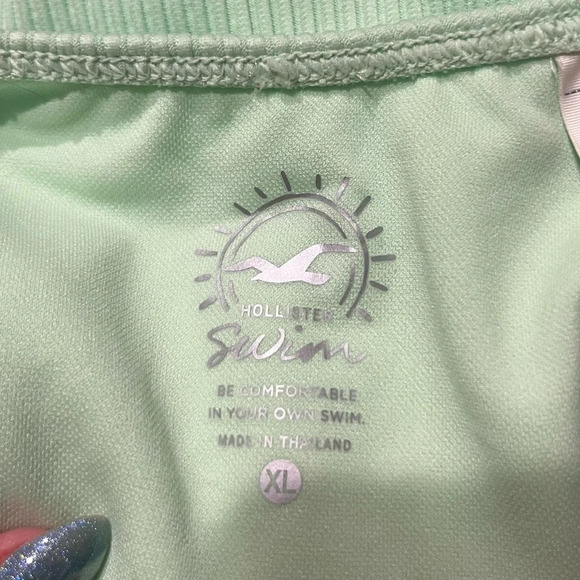 HOLLISTER
Swim
BE COMFORTABLE
IN YOUR OWN SWIM.
MADE IN THAILAND
XL